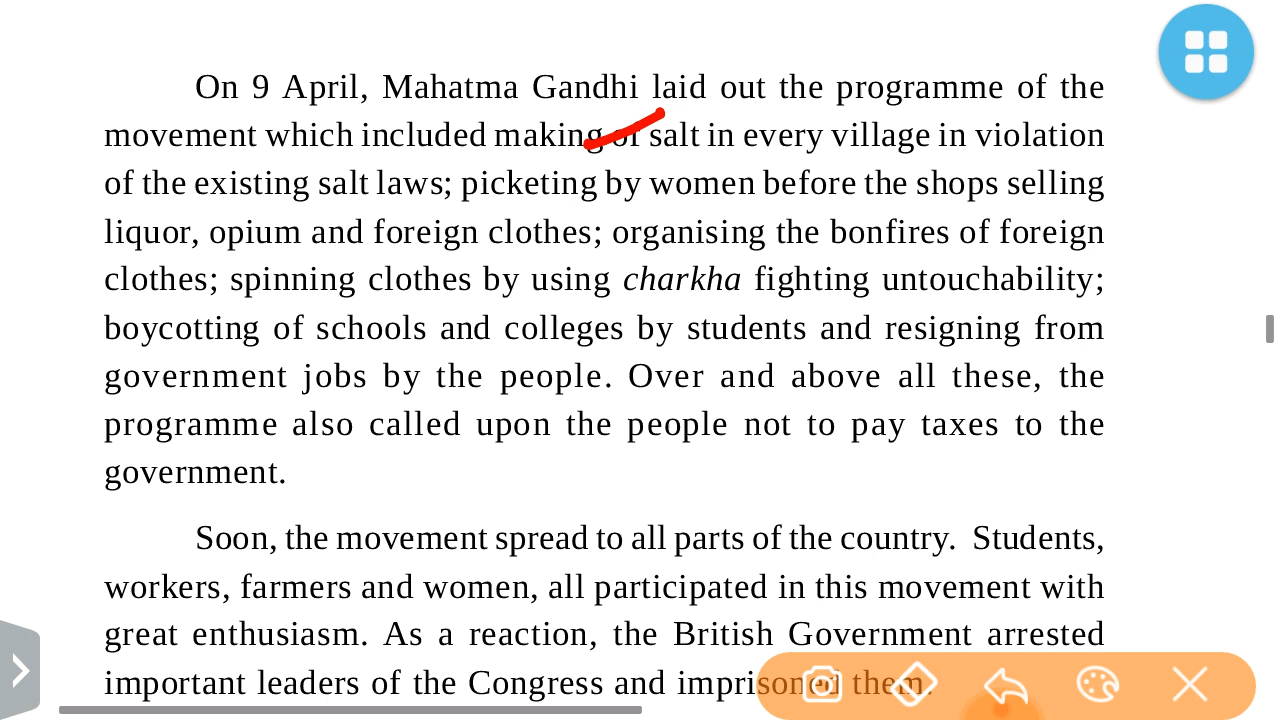 On 9 April, Mahatma Gandhi laid out the programme of the
movement which included making of salt in every village in violation
of the existing salt laws; picketing by women before the shops selling
liquor, opium and foreign clothes; organising the bonfires of foreign
clothes; spinning clothes by using charkha fighting untouchability;
boycotting of schools and colleges by students and resigning from
government jobs by the people. Over and above all these, the
programme also called upon the people not to pay taxes to the
government.
Soon, the movement spread to all parts of the country. Students,
workers, farmers and women, all participated in this movement with
great enthusiasm. As a reaction, the British Government arrested
important leaders of the Congress and imprisoned them.